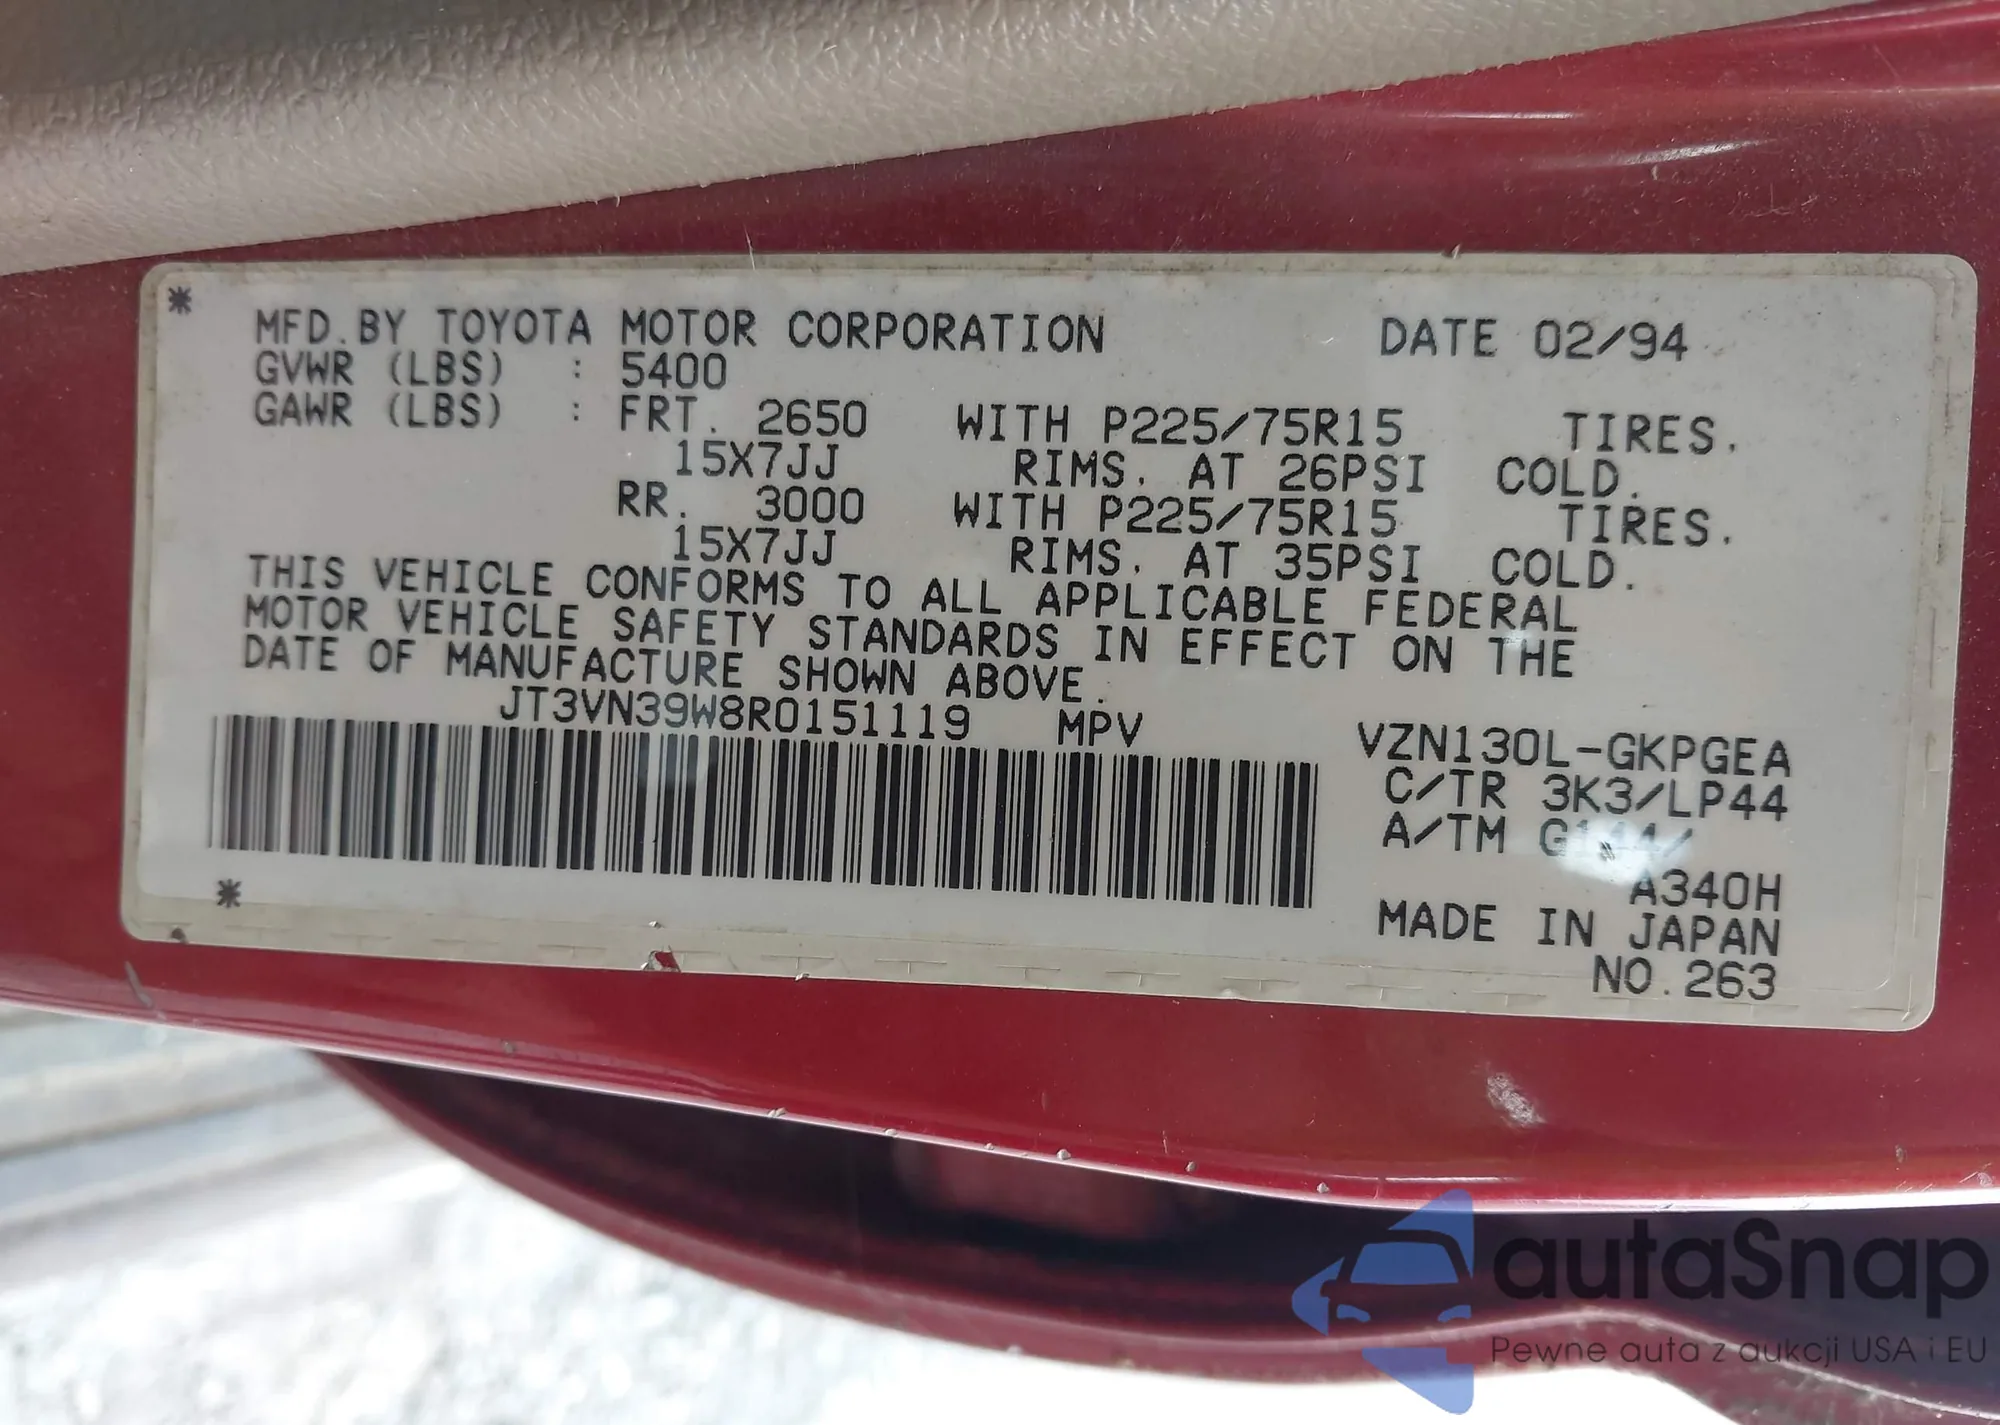 MFD.BY TOYOTA MOTOR CORPORATION DATE 02/94
GVWR (LBS) : 5400
GAWR (LBS) : FRT. 2650 WITH P225/75R15 TIRES.
15X7JJ RIMS. AT 26PSI COLD.
RR. 3000 WITH P225/75R15 TIRES.
15X7JJ RIMS. AT 35PSI COLD.
THIS VEHICLE CONFORMS TO ALL APPLICABLE FEDERAL
MOTOR VEHICLE SAFETY STANDARDS IN EFFECT ON THE
DATE OF MANUFACTURE SHOWN ABOVE.
JT3VN39W8R0151119 MPV
VZN130L-GKPGEA
C/TR 3K3/LP44
A/TM
A340H
MADE IN JAPAN
NO.263
autaSnap
Pewne auta z aukcji USA i EU